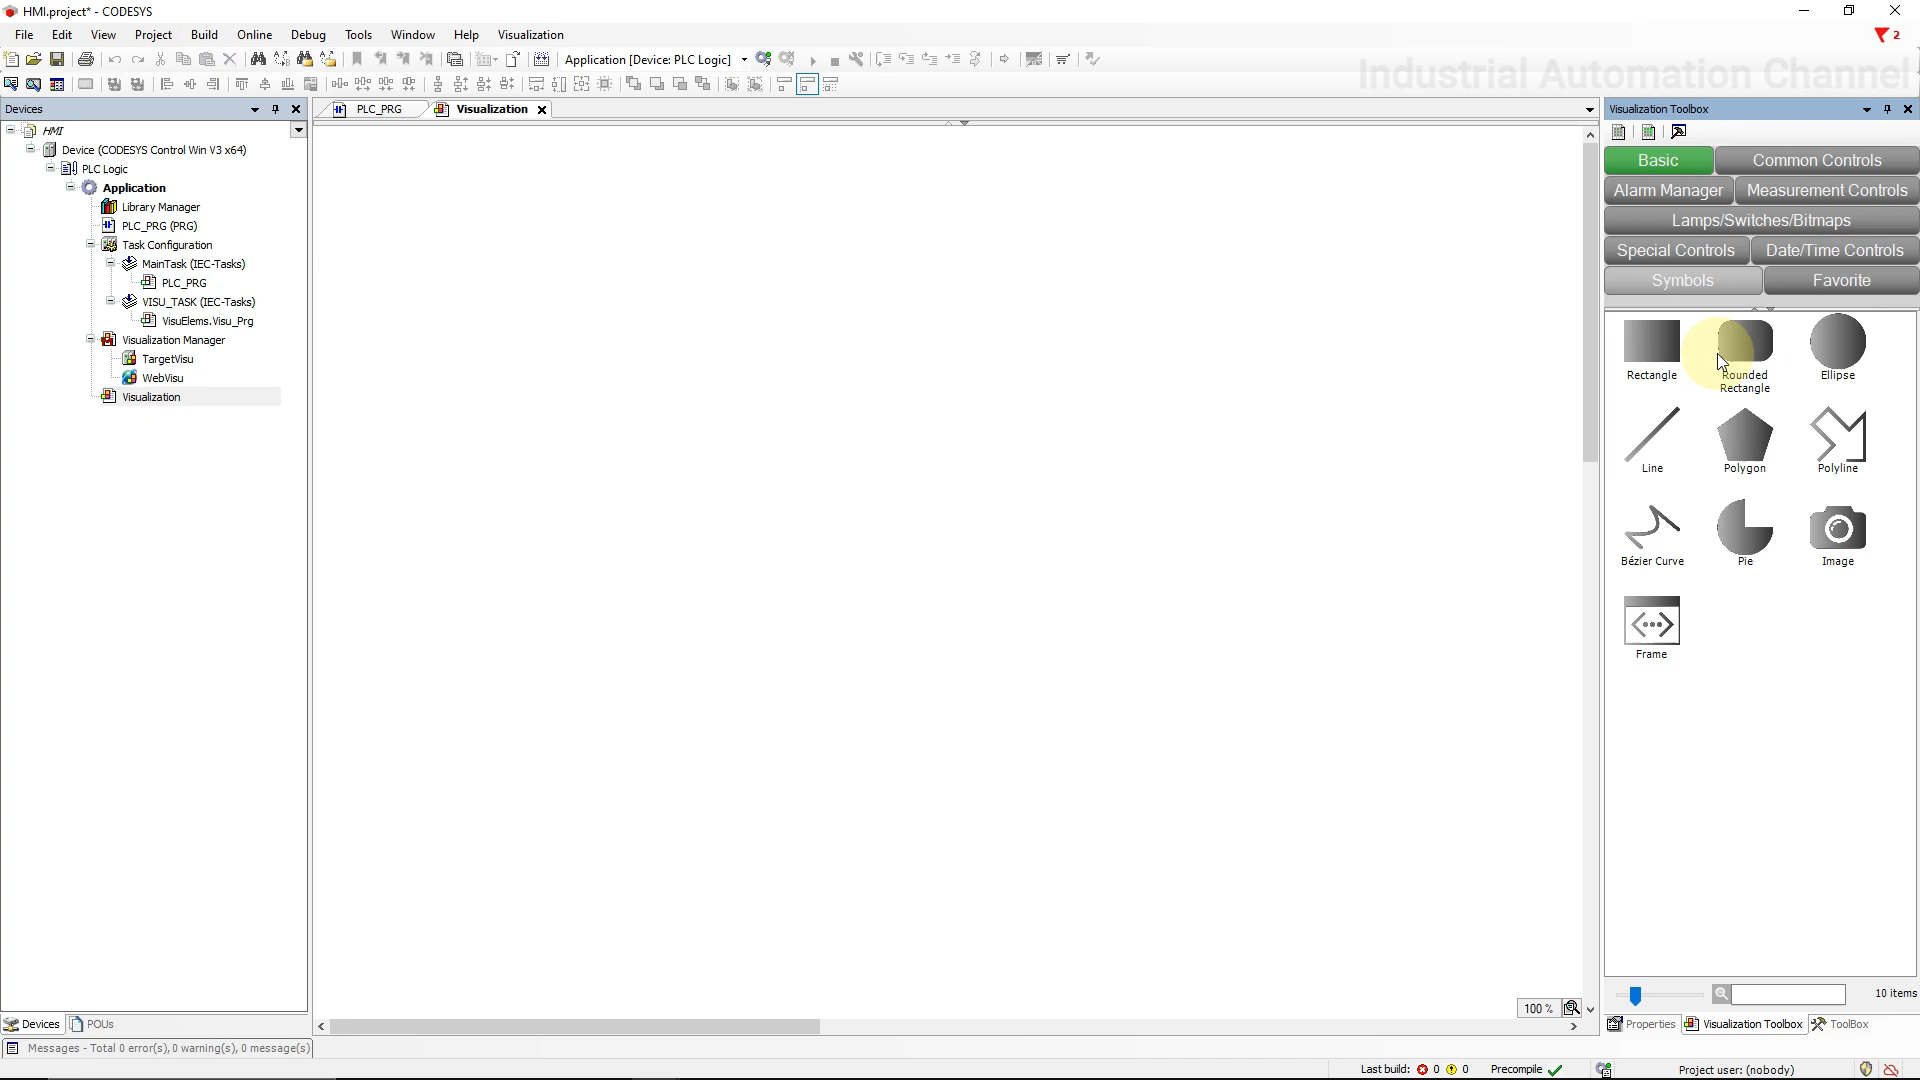 HMI.project* - CODESYS
File Edit View Project Build Online Debug Tools Window Help Visualization
2
Application [Device: PLC Logic]
Industrial Automation Channel
Devices
PLC_PRG
Visualization
Visualization Toolbox
HMI
Device (CODESYS Control Win V3 x64)
PLC Logic
Application
Library Manager
PLC_PRG (PRG)
Task Configuration
MainTask (IEC-Tasks)
PLC_PRG
VISU_TASK (IEC-Tasks)
VisuElems.Visu_Prg
Visualization Manager
TargetVisu
WebVisu
Visualization
Basic Common Controls
Alarm Manager Measurement Controls
Lamps/Switches/Bitmaps
Special Controls Date/Time Controls
Symbols Favorite
Rectangle
Rounded
Rectangle
Ellipse
Line
Polygon
Polyline
Bézier Curve
Pie
Image
Frame
10 items
100 %
Devices POUs
Properties Visualization Toolbox ToolBox
Messages - Total 0 error(s), 0 warning(s), 0 message(s)
Last build: 0 0 Precompile Project user: (nobody)